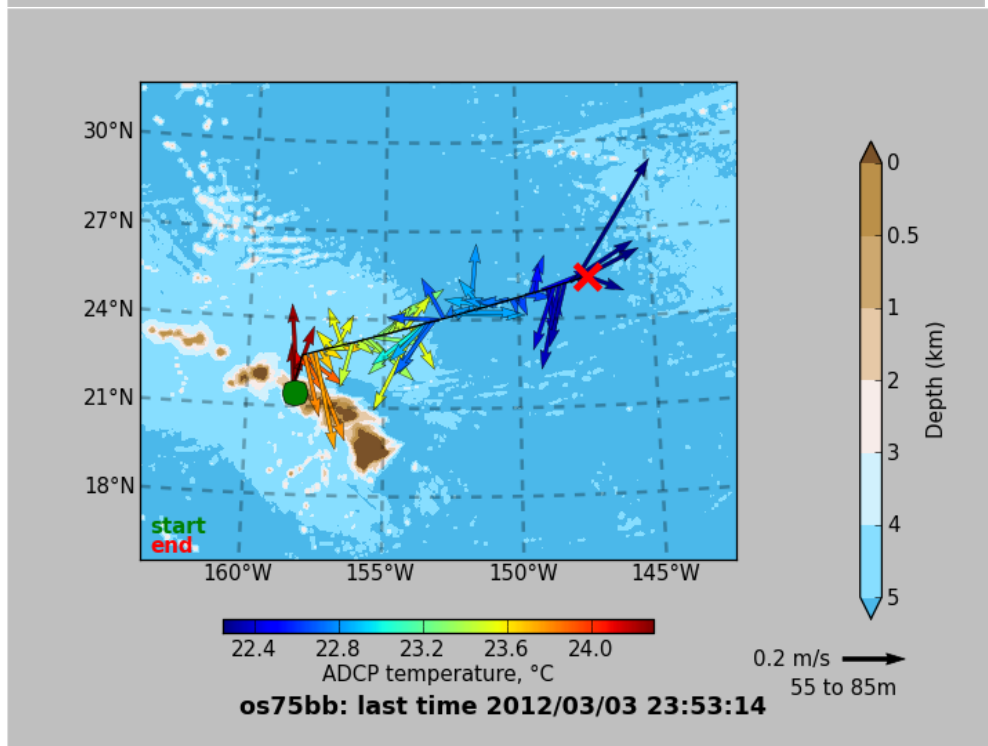 30°N
27°N
24°N
21°N
18°N
start
end
160°W 155°W 150°W 145°W
0
0.5
1
2
3
4
5
Depth (km)
22.4 22.8 23.2 23.6 24.0
ADCP temperature, °C
0.2 m/s
55 to 85m
os75bb: last time 2012/03/03 23:53:14